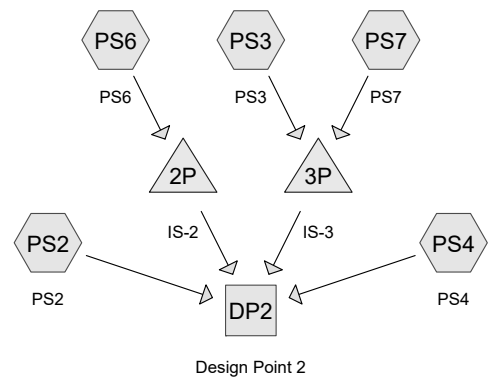 PS6
PS3
PS7
PS6
PS3
PS7
2P
3P
IS-2
IS-3
PS2
PS4
PS2
PS4
DP2
Design Point 2